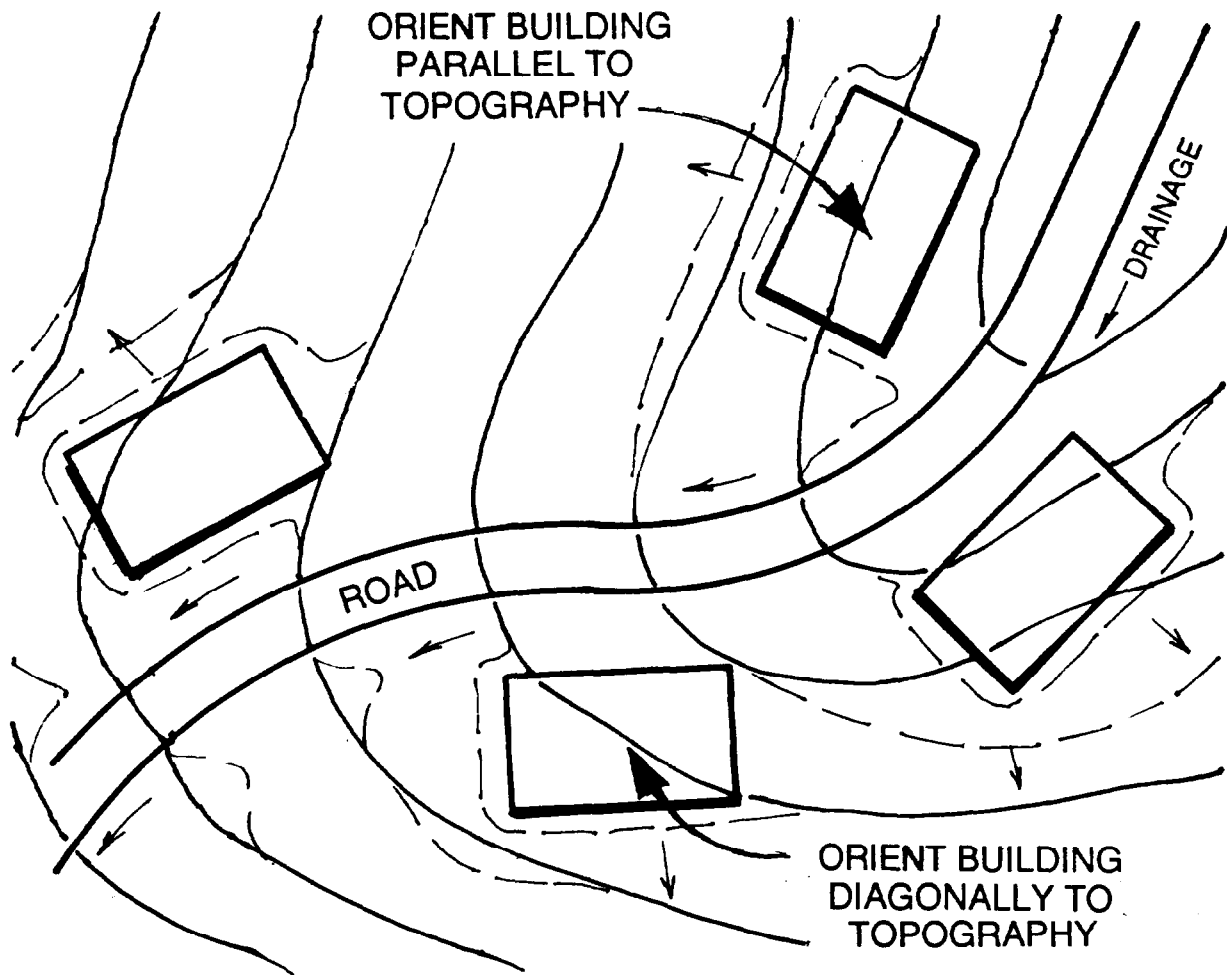 ORIENT BUILDING
PARALLEL TO
TOPOGRAPHY
DRAINAGE
ROAD
ORIENT BUILDING
DIAGONALLY TO
TOPOGRAPHY